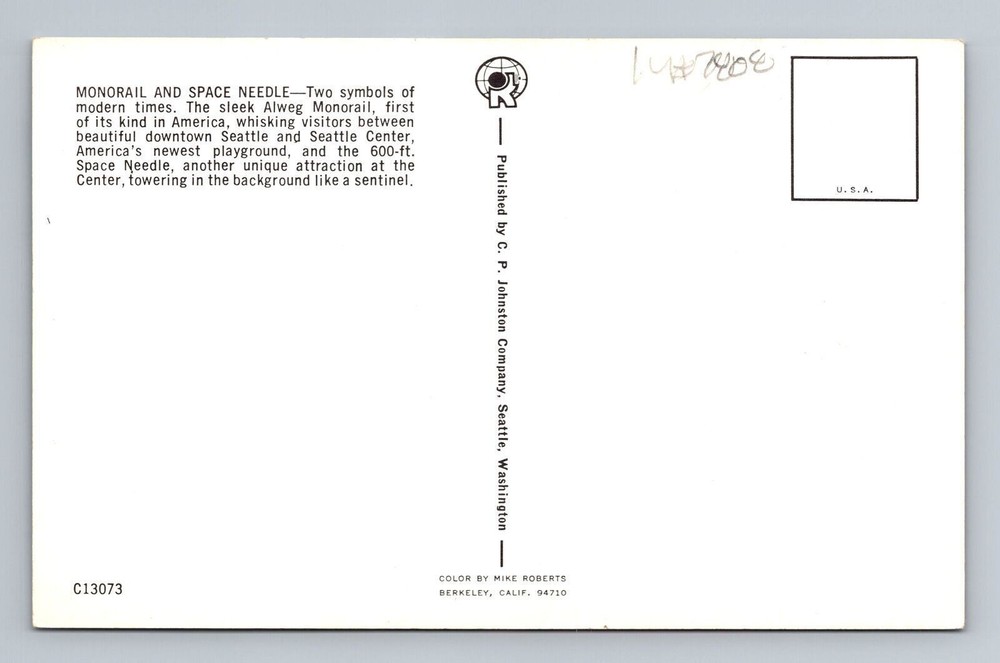 MONORAIL AND SPACE NEEDLE—Two symbols of
modern times. The sleek Alweg Monorail, first
of its kind in America, whisking visitors between
beautiful downtown Seattle and Seattle Center,
America's newest playground, and the 600-ft.
Space Needle, another unique attraction at the
Center, towering in the background like a sentinel.
C13073
Published by C. P. Johnston Company, Seattle, Washington
COLOR BY MIKE ROBERTS
BERKELEY, CALIF. 94710
U.S.A.